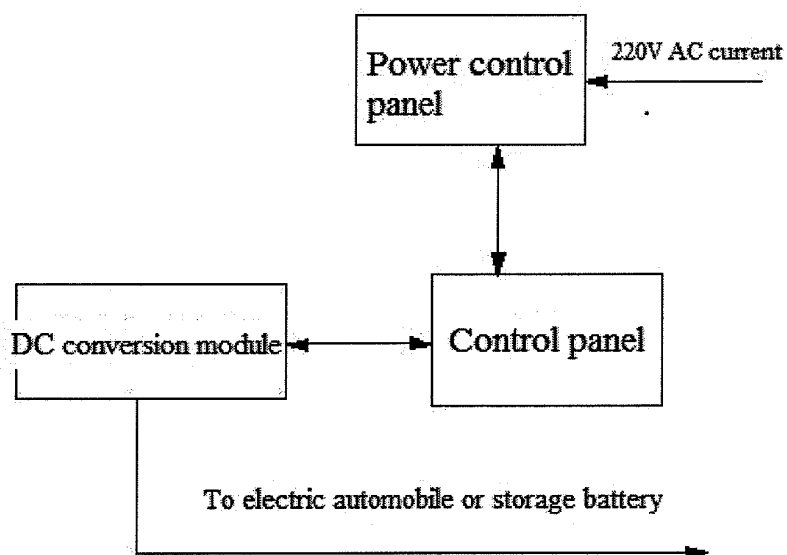 220V AC current
Power control
panel
DC conversion module
Control panel
To electric automobile or storage battery